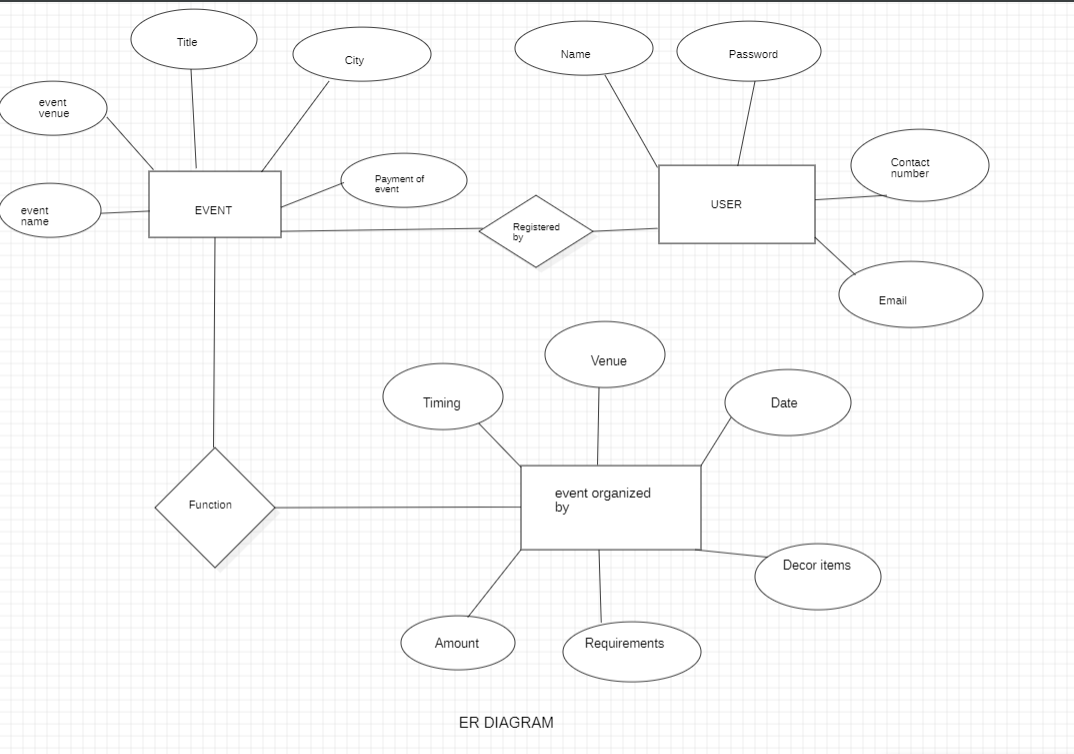 Title
City
event
venue
event
name
EVENT
Payment of
event
Registered
by
Name
Password
USER
Contact
number
Email
Timing
Venue
Date
event organized
by
Function
Decor items
Amount
Requirements
ER DIAGRAM